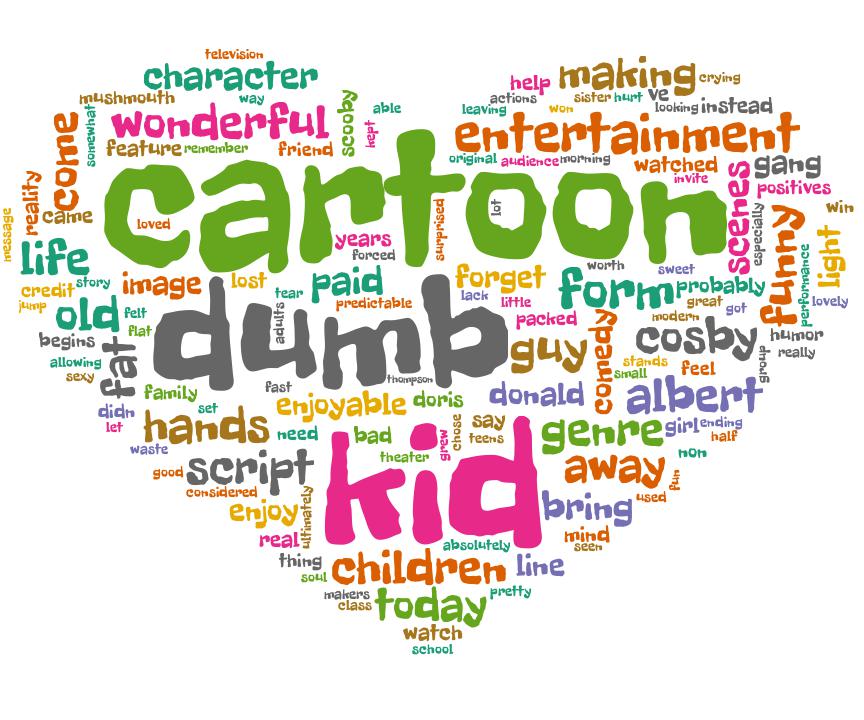 television
character
crying
help
making
mushmouth
way
actions
sister
hurt
ve
wonderful
scooby
able
leaving
won
looking
instead
come
somewhat
kept
entertainment
feature
remember
friend
original
audience
morning
watched
gang
reality
cartoon
invite
scenes
positives
came
loved
lot
message
surprised
especially
funny
win
years
forced
life
worth
sweet
light
story
image
lost
paid
forget
form
probably
performance
credit
tear
predictable
lack
little
great
got
lovely
jump
old
felt
flat
dumb
adults
packed
modern
begins
fat
guy
comedy
cosby
humor
really
allowing
sexy
stands
small
feel
group
thompson
fast
family
donald
albert
didn
set
enjoyable
doris
let
hands
need
bad
grew
chose
say
teens
genre
girl
ending
half
waste
theater
non
good
script
kid
away
fun
considered
used
enjoy
ultimately
bring
real
mind
seen
absolutely
thing
soul
children
line
makers
class
today
pretty
watch
school